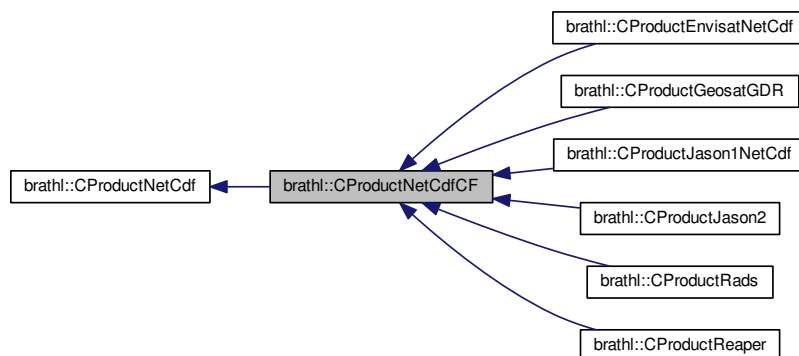 brathl::CProductEnvisatNetCdf
brathl::CProductGeosatGDR
brathl::CProductJason1NetCdf
brathl::CProductNetCdf
brathl::CProductNetCdfCF
brathl::CProductJason2
brathl::CProductRads
brathl::CProductReaper